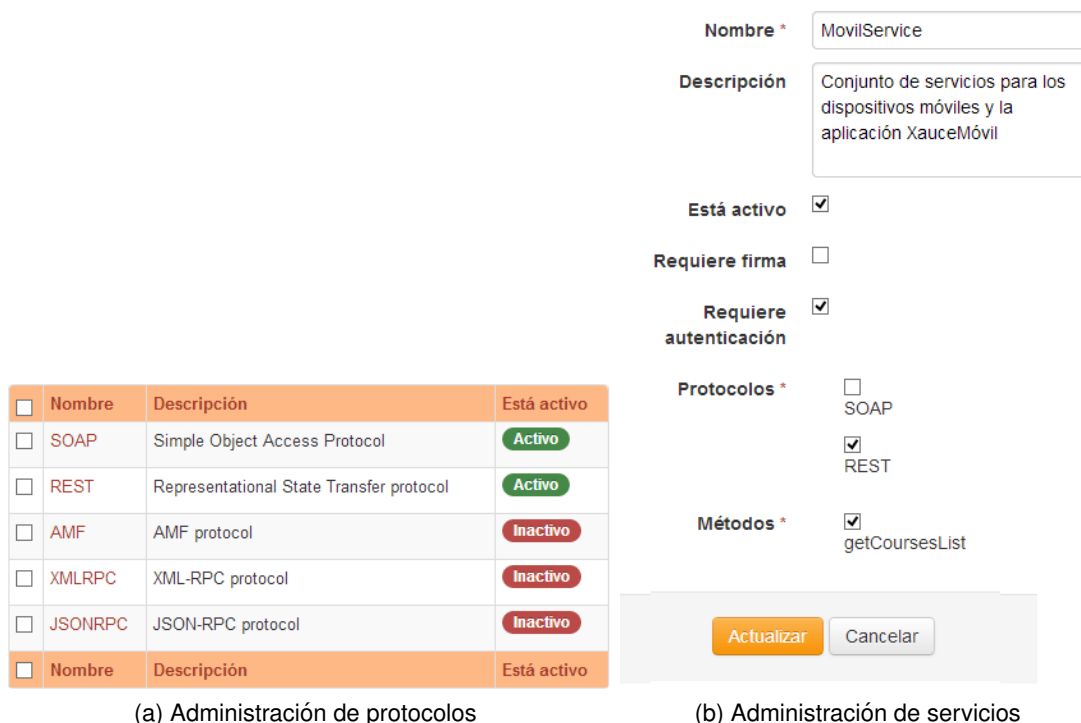 Nombre *
MovilService
Descripción
Conjunto de servicios para los
dispositivos móviles y la
aplicación XauceMóvil
Está activo
Requiere firma
Requiere
autenticación
Protocolos *
SOAP
REST
Métodos *
getCoursesList
Actualizar Cancelar
Nombre Descripción Está activo
SOAP Simple Object Access Protocol Activo
REST Representational State Transfer protocol Activo
AMF AMF protocol Inactivo
XMLRPC XML-RPC protocol Inactivo
JSONRPC JSON-RPC protocol Inactivo
Nombre Descripción Está activo
(a) Administración de protocolos
(b) Administración de servicios